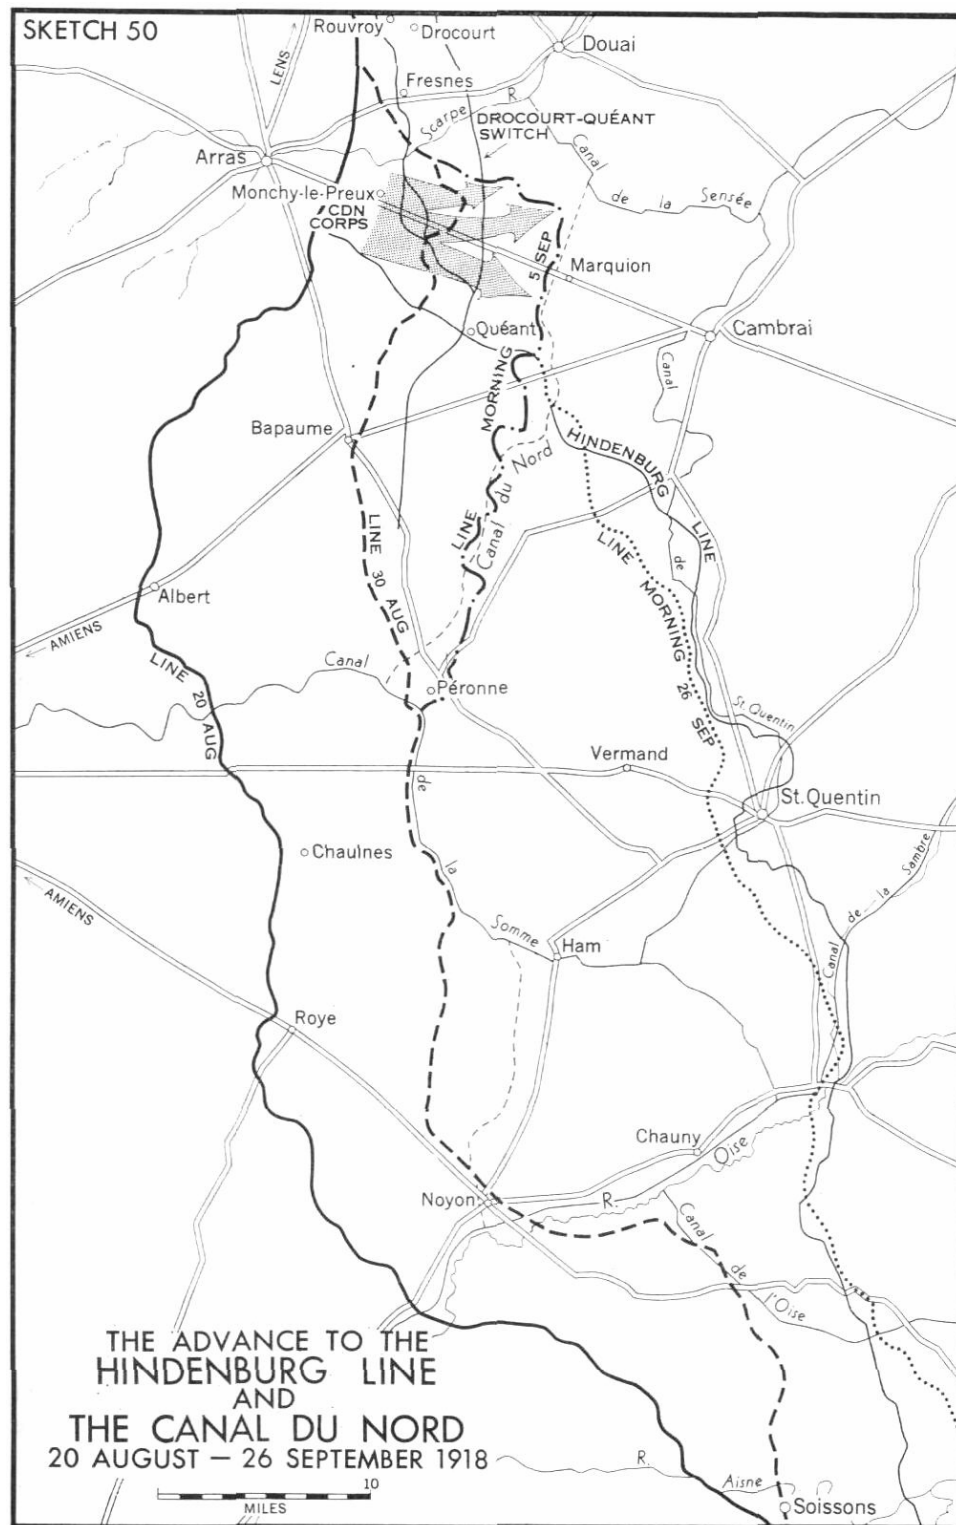 SKETCH 50
Rouvroy
Drocourt
Douai
LENS
Fresnes
Scarpe R.
DROCOURT-QUÉANT
SWITCH
Canal de la Sensée
Arras
Monchy-le-Preux
CDN
CORPS
5 SEP
Marquion
Quéant
Cambrai
Canal
MORNING
Bapaume
HINDENBURG
Canal du Nord
LINE
LINE
LINE 30 AUG
LINE MORNING 26 SEP
de
Albert
AMIENS
LINE 20 AUG
Canal
Péronne
St. Quentin
Vermand
St. Quentin
de
Chaulnes
la
AMIENS
Somme
Ham
Canal de la Sambre
Roye
Chauny
Oise
Noyon
R.
Canal de l'Oise
THE ADVANCE TO THE
HINDENBURG LINE
AND
THE CANAL DU NORD
20 AUGUST — 26 SEPTEMBER 1918
10
MILES
R.
Aisne
Soissons